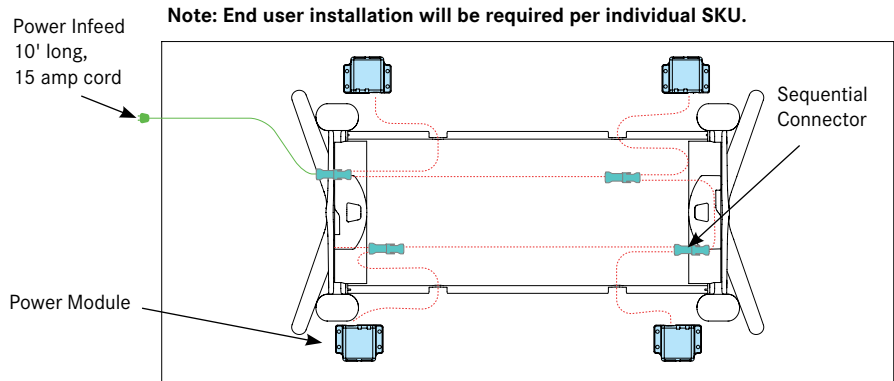 Note: End user installation will be required per individual SKU.
Power Infeed
10' long,
15 amp cord
Sequential
Connector
Power Module